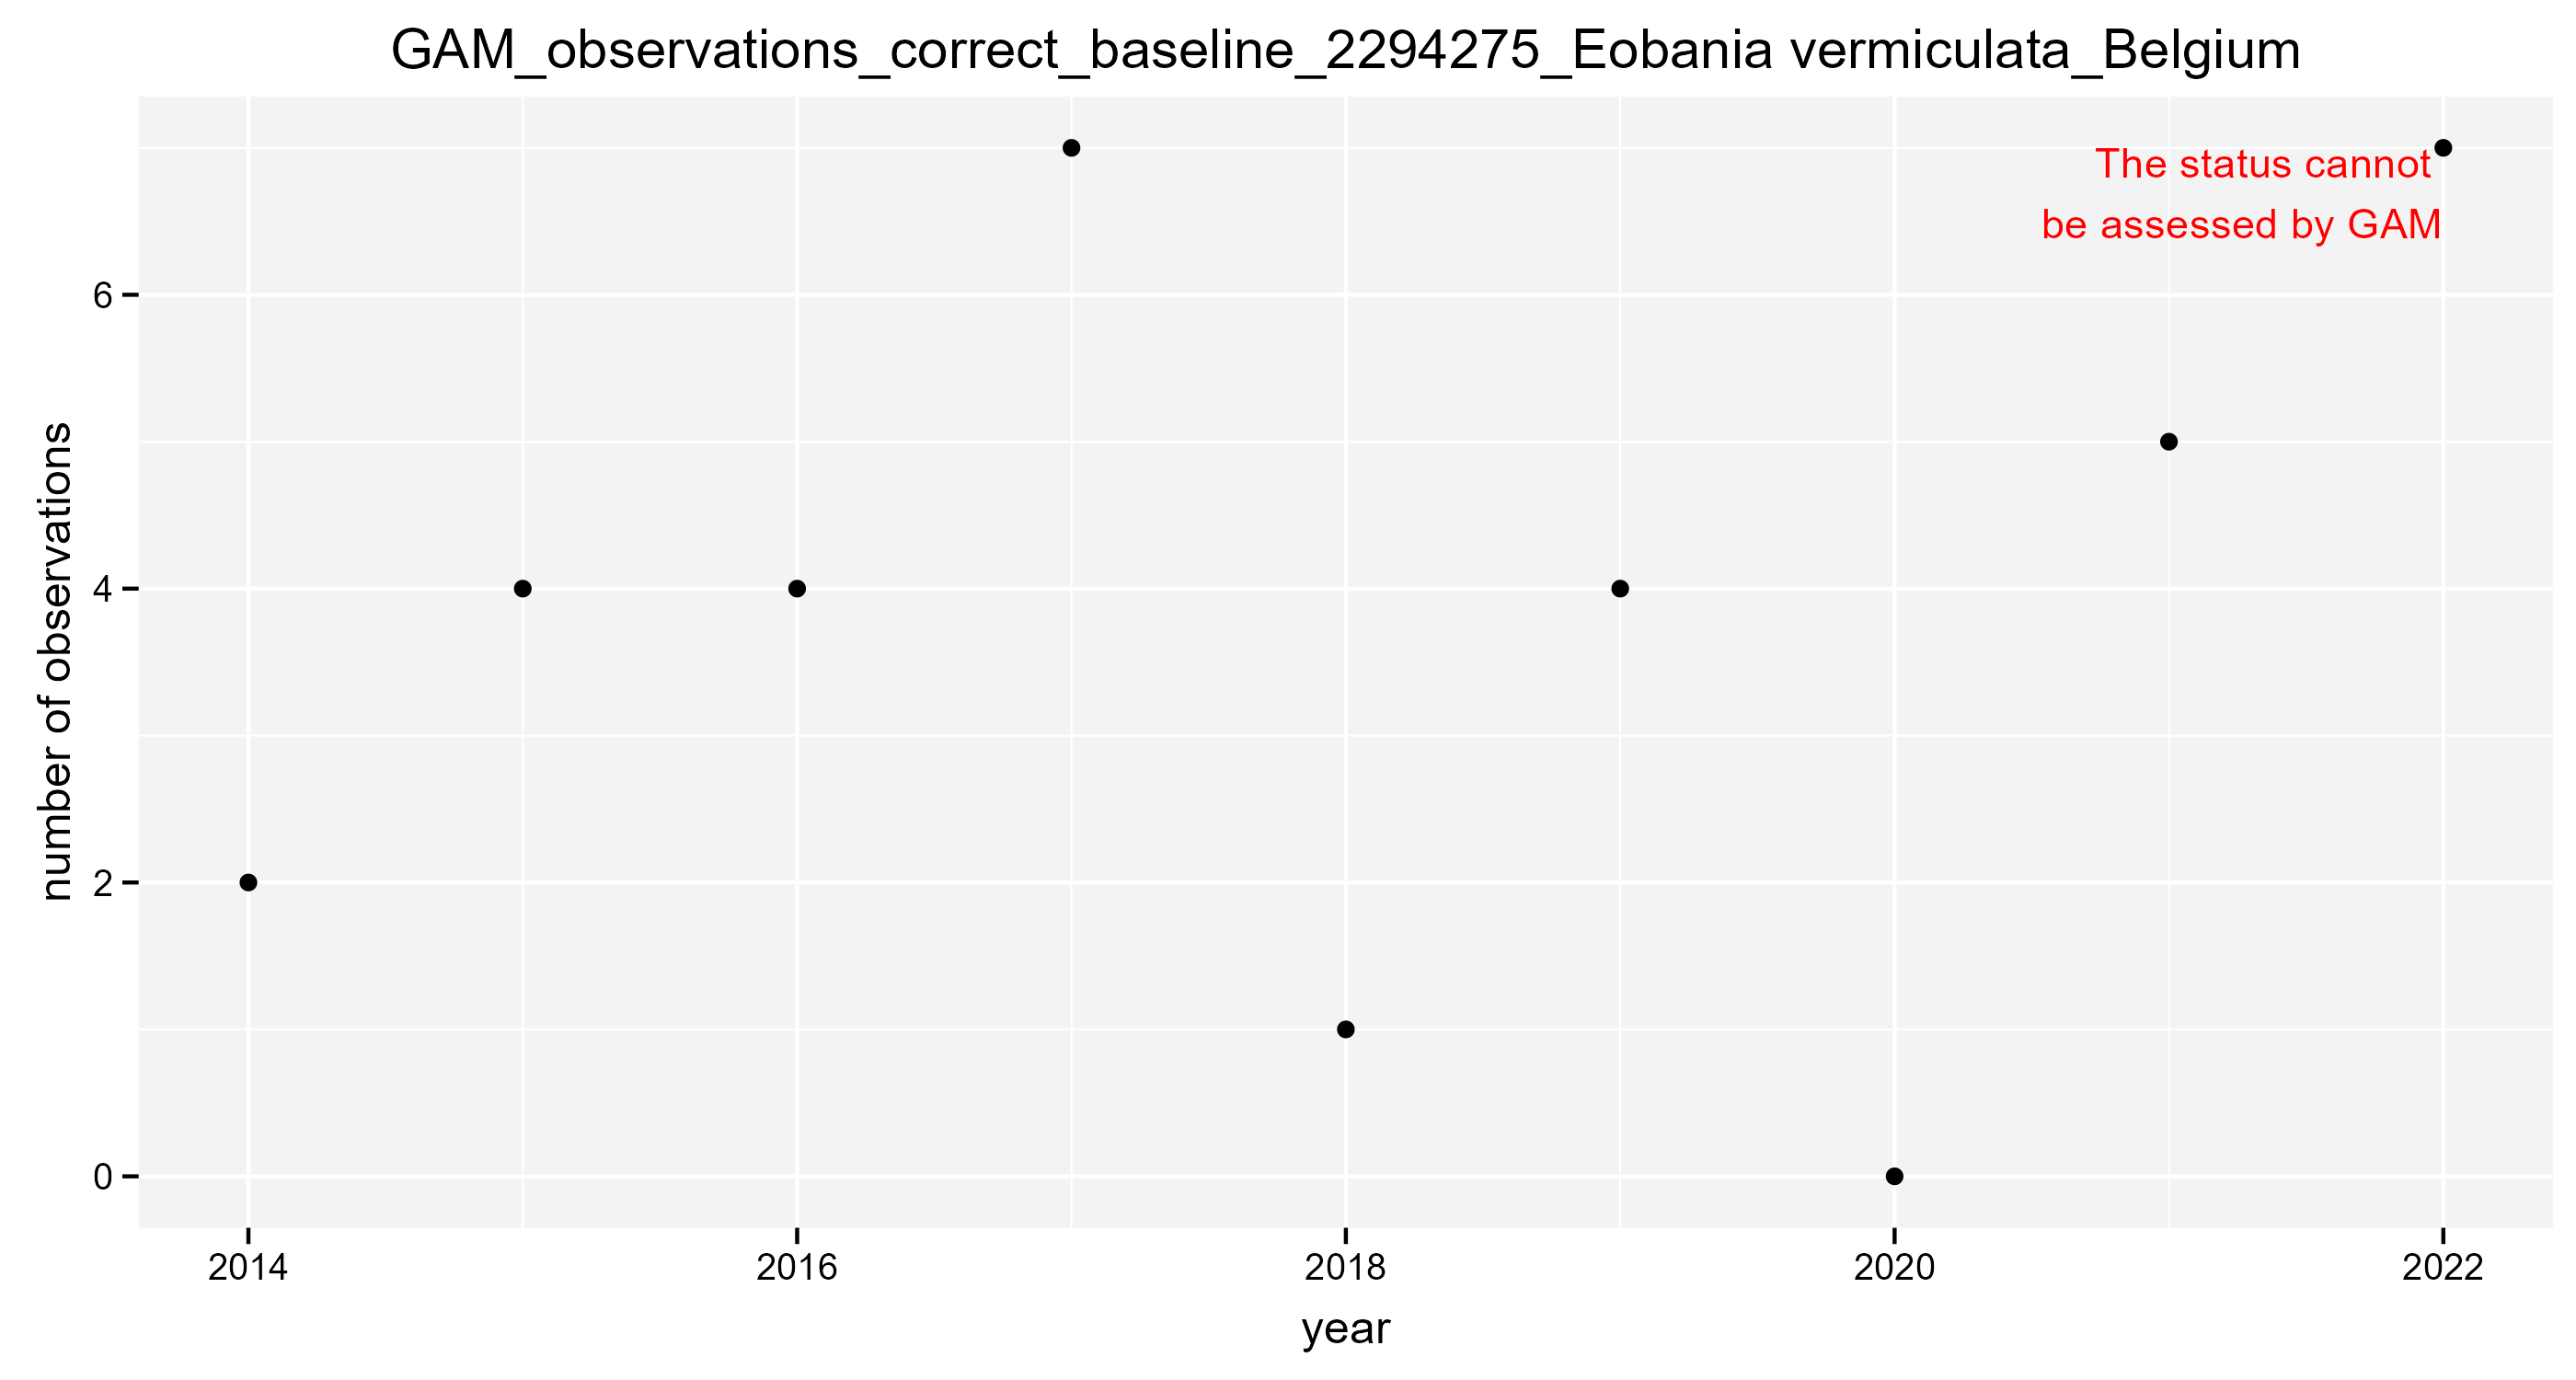 GAM_observations_correct_baseline_2294275_Eobania vermiculata_Belgium
The status cannot
be assessed by GAM
number of observations
6
4
2
0
2014 2016 2018 2020 2022
year